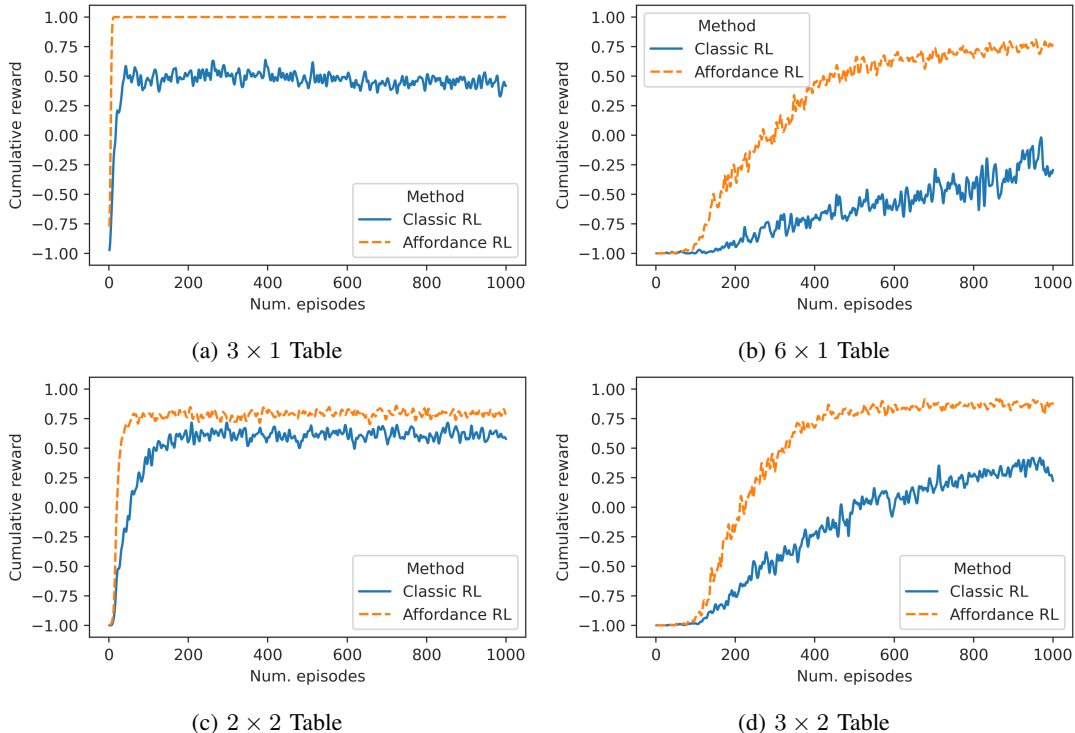 1.00
0.75
0.50
0.25
0.00
−0.25
−0.50
−0.75
−1.00
Cumulative reward
Method
Classic RL
Affordance RL
0 200 400 600 800 1000
Num. episodes
(a) 3 × 1 Table
1.00
0.75
0.50
0.25
0.00
−0.25
−0.50
−0.75
−1.00
Cumulative reward
Method
Classic RL
Affordance RL
0 200 400 600 800 1000
Num. episodes
(b) 6 × 1 Table
1.00
0.75
0.50
0.25
0.00
−0.25
−0.50
−0.75
−1.00
Cumulative reward
Method
Classic RL
Affordance RL
0 200 400 600 800 1000
Num. episodes
(c) 2 × 2 Table
1.00
0.75
0.50
0.25
0.00
−0.25
−0.50
−0.75
−1.00
Cumulative reward
Method
Classic RL
Affordance RL
0 200 400 600 800 1000
Num. episodes
(d) 3 × 2 Table